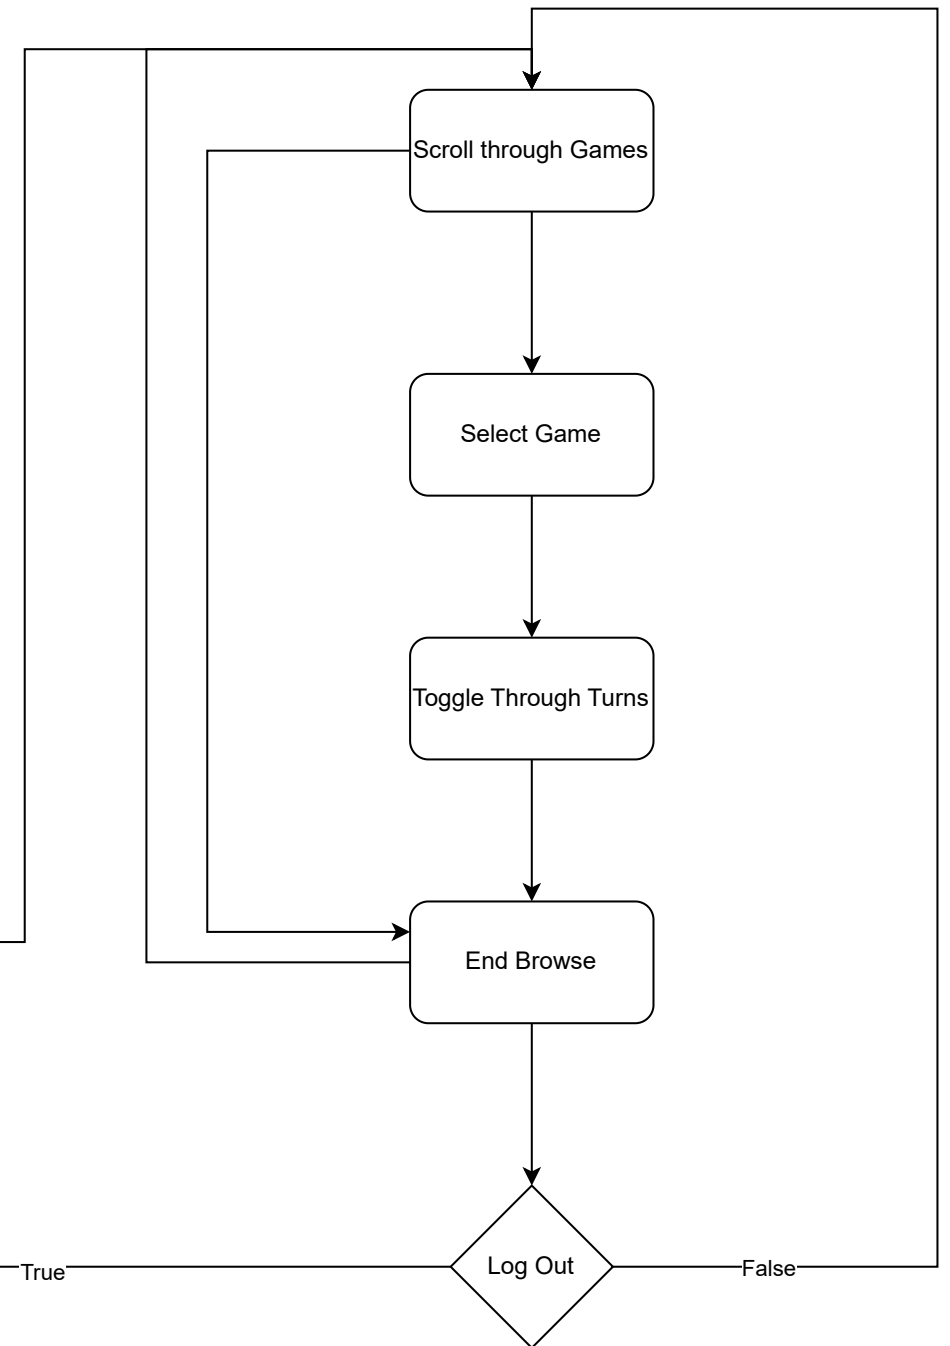 Scroll through Games
Select Game
Toggle Through Turns
End Browse
Log Out
True
False